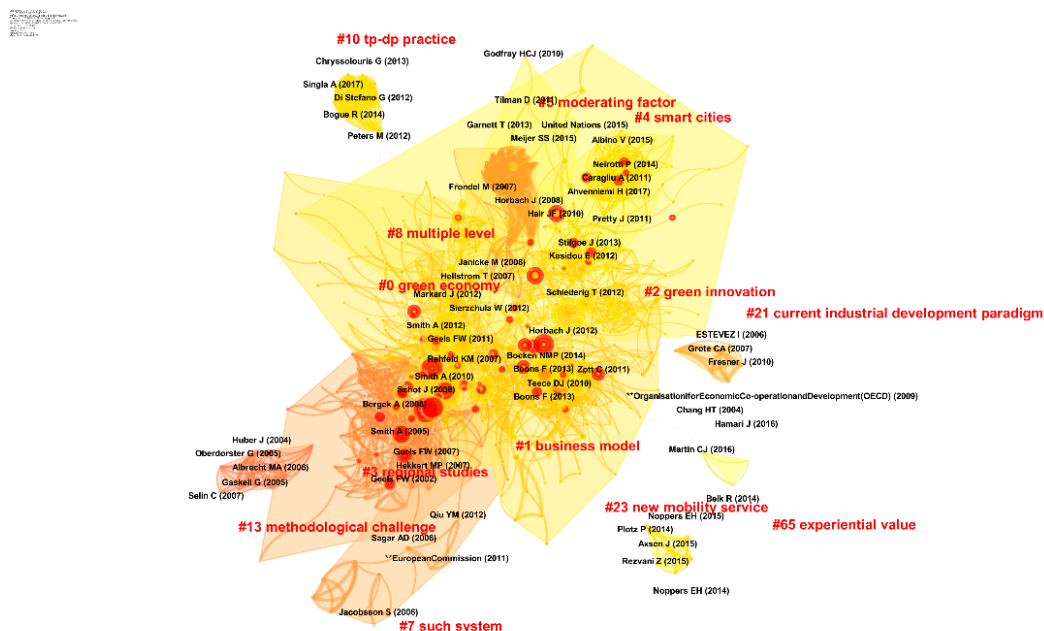 #10 tp-dp practice
Chryssolouris G (2013)
Godfray HCJ (2010)
Singla A (2017)
Di Stefano G (2012)
Tilman D (2011)
#5 moderating factor
Bogue R (2014)
#4 smart cities
Garnett T (2013)
United Nations (2015)
Peters M (2012)
Meijer SS (2015)
Albino V (2015)
Neirotti P (2014)
Caragliu A (2011)
Frondel M (2007)
Ahvenniemi H (2017)
Horbach J (2008)
Hair JF (2010)
Pretty J (2011)
#8 multiple level
Stilgoe J (2013)
Kesidou E (2012)
Janicke M (2008)
Hellstrom T (2007)
#0 green economy
Markard J (2012)
Schiederig T (2012)
#2 green innovation
Sierzchula W (2012)
#21 current industrial development paradigm
Smith A (2012)
Horbach J (2012)
ESTEVEZ I (2006)
Geels FW (2011)
Grote CA (2007)
Rehfeld KM (2007)
Bocken NMP (2014)
Fresner J (2010)
Boons F (2013)
Zott C (2011)
Smith A (2010)
Teece DJ (2010)
Schot J (2008)
Boons F (2013)
**OrganisationforEconomicCo-operationandDevelopment(OECD) (2009)
Bergek A (2008)
Chang HT (2004)
Hamari J (2016)
Smith A (2005)
Huber J (2004)
#1 business model
Oberdorster G (2005)
Geels FW (2007)
Martin CJ (2016)
Albrecht MA (2006)
Hekkert MP (2007)
#3 regional studies
Gaskell G (2005)
Geels FW (2002)
Selin C (2007)
Belk R (2014)
#23 new mobility service
Qiu YM (2012)
Noppers EH (2015)
#13 methodological challenge
#65 experiential value
Plotz P (2014)
Sagar AD (2006)
Axsen J (2015)
EuropeanCommission (2011)
Rezvani Z (2015)
Noppers EH (2014)
Jacobsson S (2006)
#7 such system